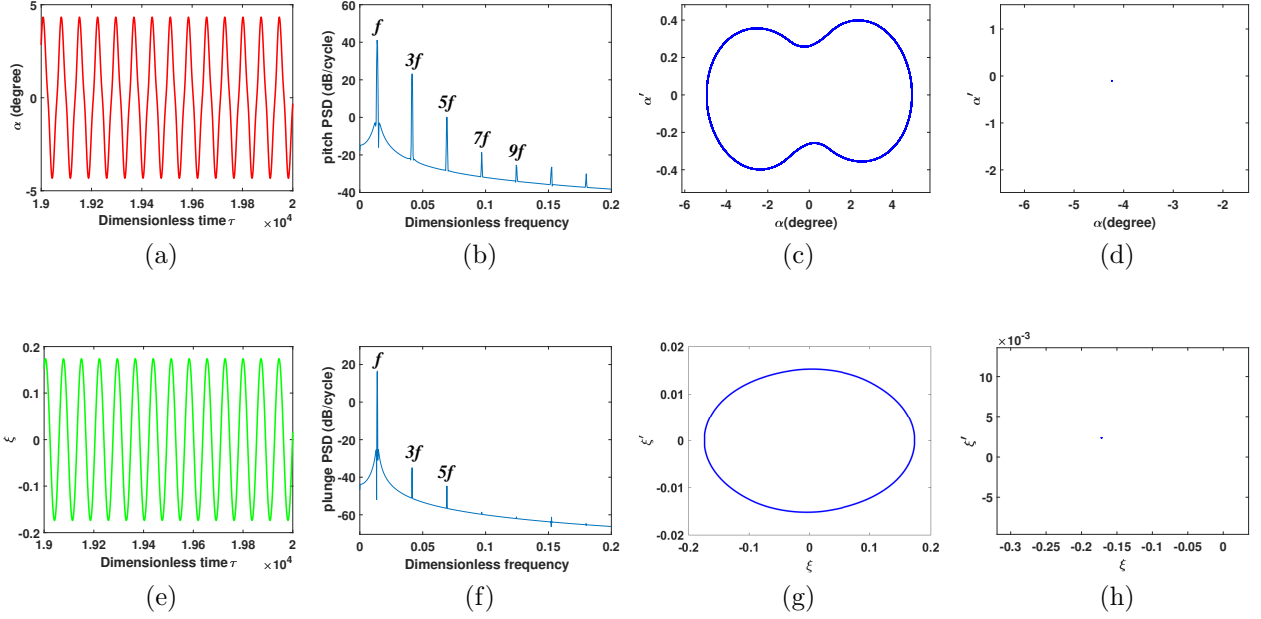 5
0
-5
α (degree)
1.9 1.92 1.94 1.96 1.98 2
Dimensionless time τ ×10⁴
(a)
60
40
20
0
-20
-40
pitch PSD (dB/cycle)
f
3f
5f
7f
9f
0 0.05 0.1 0.15 0.2
Dimensionless frequency
(b)
0.4
0.2
0
-0.2
-0.4
α′
-6 -4 -2 0 2 4
α(degree)
(c)
1
0
-1
-2
α′
-6 -5 -4 -3 -2
α(degree)
(d)
0.2
0.1
0
-0.1
-0.2
ξ
1.9 1.92 1.94 1.96 1.98 2
Dimensionless time τ ×10⁴
(e)
20
0
-20
-40
-60
plunge PSD (dB/cycle)
f
3f
5f
0 0.05 0.1 0.15 0.2
Dimensionless frequency
(f)
0.02
0.01
0
-0.01
-0.02
ξ′
-0.2 -0.1 0 0.1 0.2
ξ
(g)
×10⁻³
10
5
0
-5
ξ′
-0.3 -0.25 -0.2 -0.15 -0.1 -0.05 0
ξ
(h)